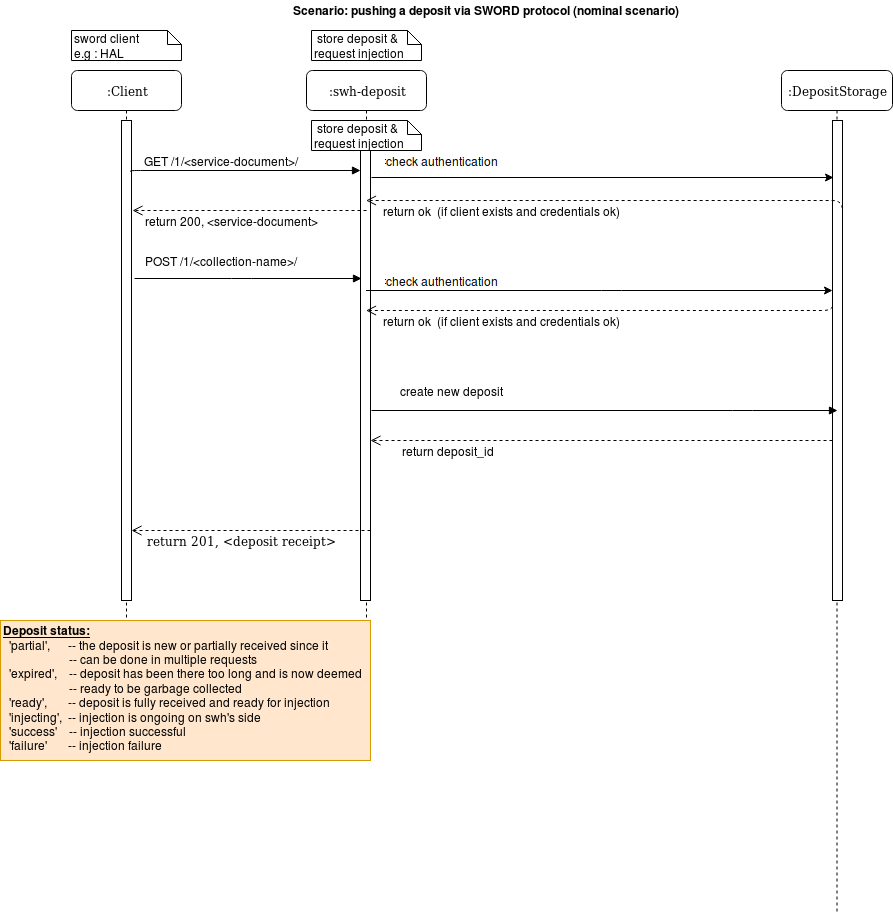 Scenario: pushing a deposit via SWORD protocol (nominal scenario)
sword client
e.g : HAL
store deposit &
request injection
:Client
:swh-deposit
:DepositStorage
store deposit &
request injection
GET /1/<service-document>/
:check authentication
return ok  (if client exists and credentials ok)
return 200, <service-document>
POST /1/<collection-name>/
:check authentication
return ok  (if client exists and credentials ok)
create new deposit
return deposit_id
return 201, <deposit receipt>
Deposit status:
'partial',      -- the deposit is new or partially received since it
-- can be done in multiple requests
'expired',    -- deposit has been there too long and is now deemed
-- ready to be garbage collected
'ready',      -- deposit is fully received and ready for injection
'injecting',  -- injection is ongoing on swh's side
'success'    -- injection successful
'failure'      -- injection failure